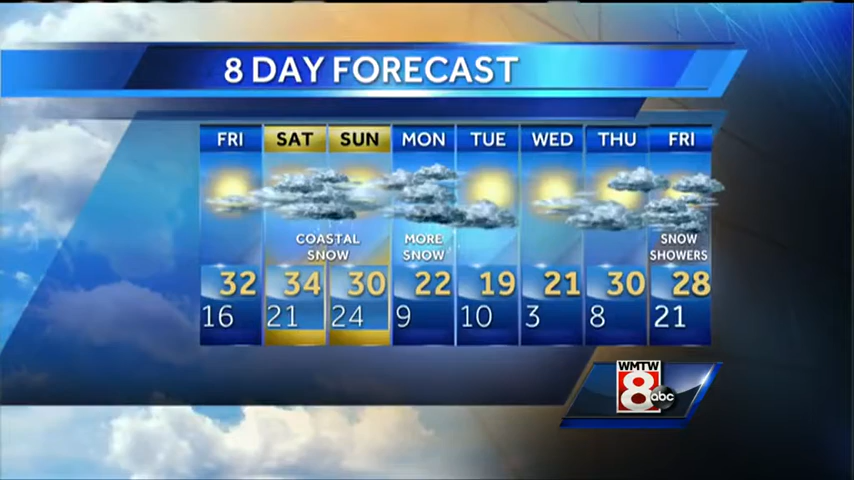 8 DAY FORECAST
FRI SAT SUN MON TUE WED THU FRI
COASTAL SNOW MORE SNOW SNOW SHOWERS
32 34 30 22 19 21 30 28
16 21 24 9 10 3 8 21
WMTW
8 abc